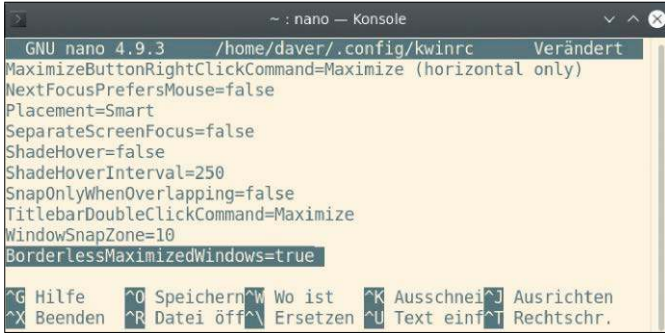 ~ : nano — Konsole
GNU nano 4.9.3 /home/daver/.config/kwinrc Verändert
MaximizeButtonRightClickCommand=Maximize (horizontal only)
NextFocusPrefersMouse=false
Placement=Smart
SeparateScreenFocus=false
ShadeHover=false
ShadeHoverInterval=250
SnapOnlyWhenOverlapping=false
TitlebarDoubleClickCommand=Maximize
WindowSnapZone=10
BorderlessMaximizedWindows=true
^G Hilfe ^O Speichern ^W Wo ist ^K Ausschnei ^J Ausrichten
^X Beenden ^R Datei öff ^\ Ersetzen ^U Text einf ^T Rechtschr.